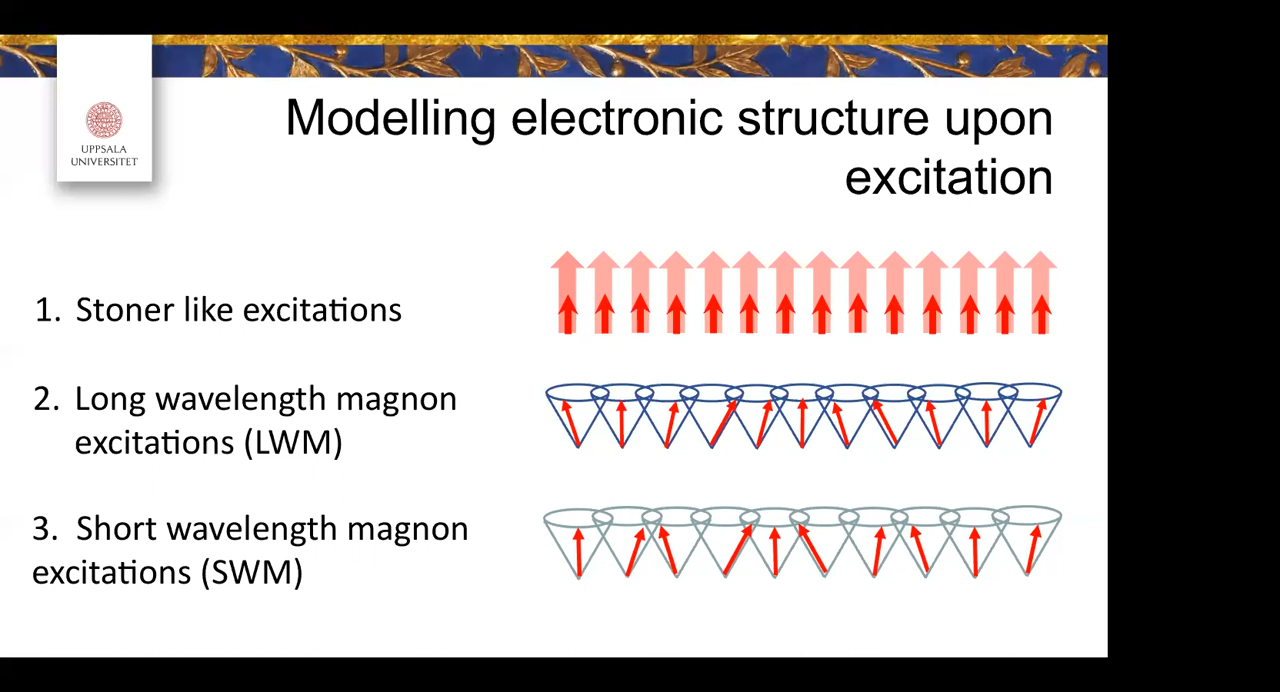 UPPSALA
UNIVERSITET
Modelling electronic structure upon
excitation
1. Stoner like excitations
2. Long wavelength magnon
excitations (LWM)
3. Short wavelength magnon
excitations (SWM)